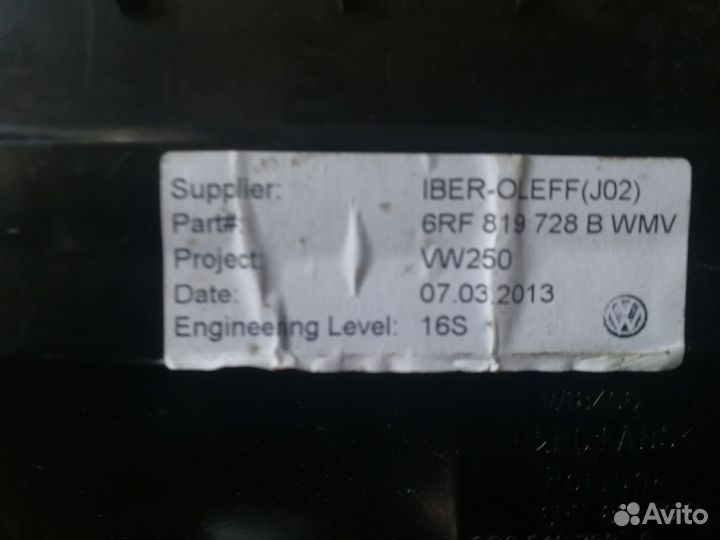 Supplier: IBER-OLEFF(J02)
Part#: 6RF 819 728 B WMV
Project: VW250
Date: 07.03.2013
Engineering Level: 16S
Avito